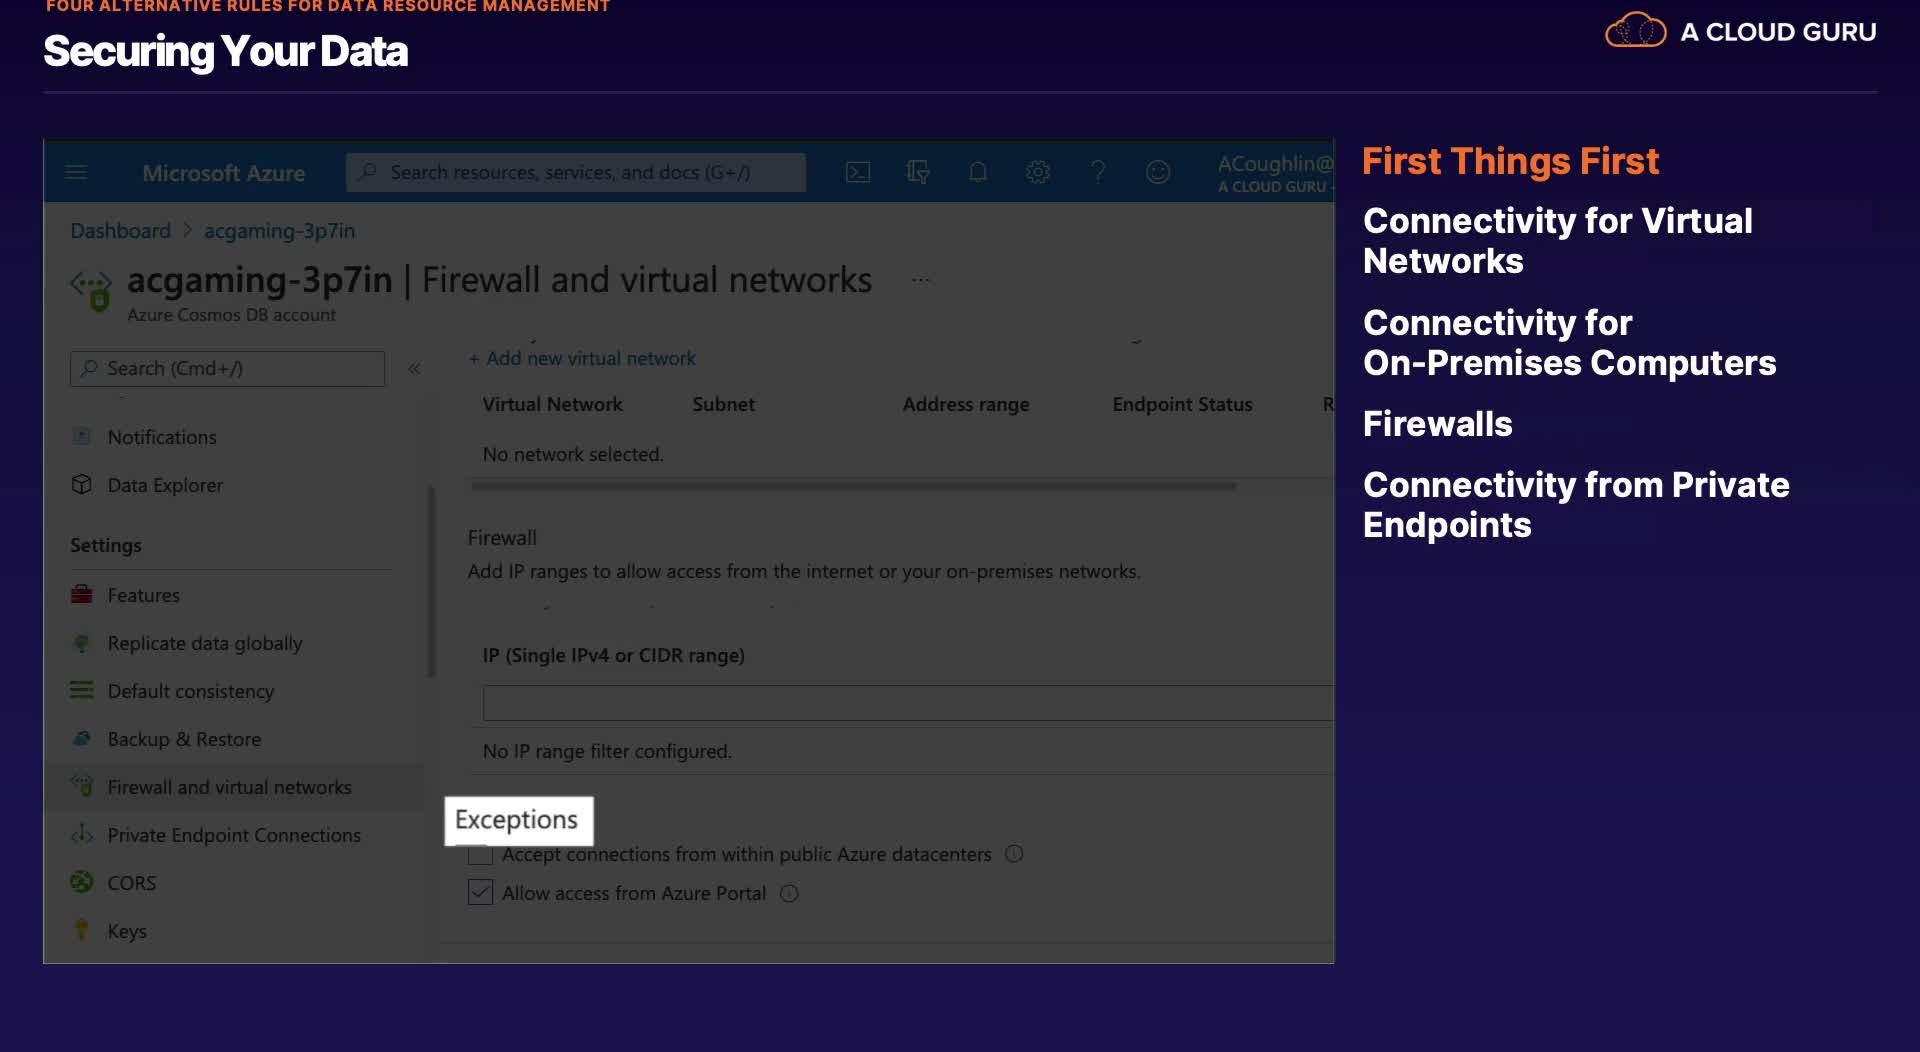 FOUR ALTERNATIVE RULES FOR DATA RESOURCE MANAGEMENT
Securing Your Data
A CLOUD GURU
Microsoft Azure
Search resources, services, and docs (G+/)
ACoughlin@
A CLOUD GURU
Dashboard > acgaming-3p7in
acgaming-3p7in | Firewall and virtual networks ...
Azure Cosmos DB account
Search (Cmd+/)
«
Notifications
Data Explorer
Settings
Features
Replicate data globally
Default consistency
Backup & Restore
Firewall and virtual networks
Private Endpoint Connections
CORS
Keys
+ Add new virtual network
Virtual Network Subnet Address range Endpoint Status R
No network selected.
Firewall
Add IP ranges to allow access from the internet or your on-premises networks.
IP (Single IPv4 or CIDR range)
No IP range filter configured.
Exceptions
Accept connections from within public Azure datacenters
Allow access from Azure Portal
First Things First
Connectivity for Virtual
Networks
Connectivity for
On-Premises Computers
Firewalls
Connectivity from Private
Endpoints